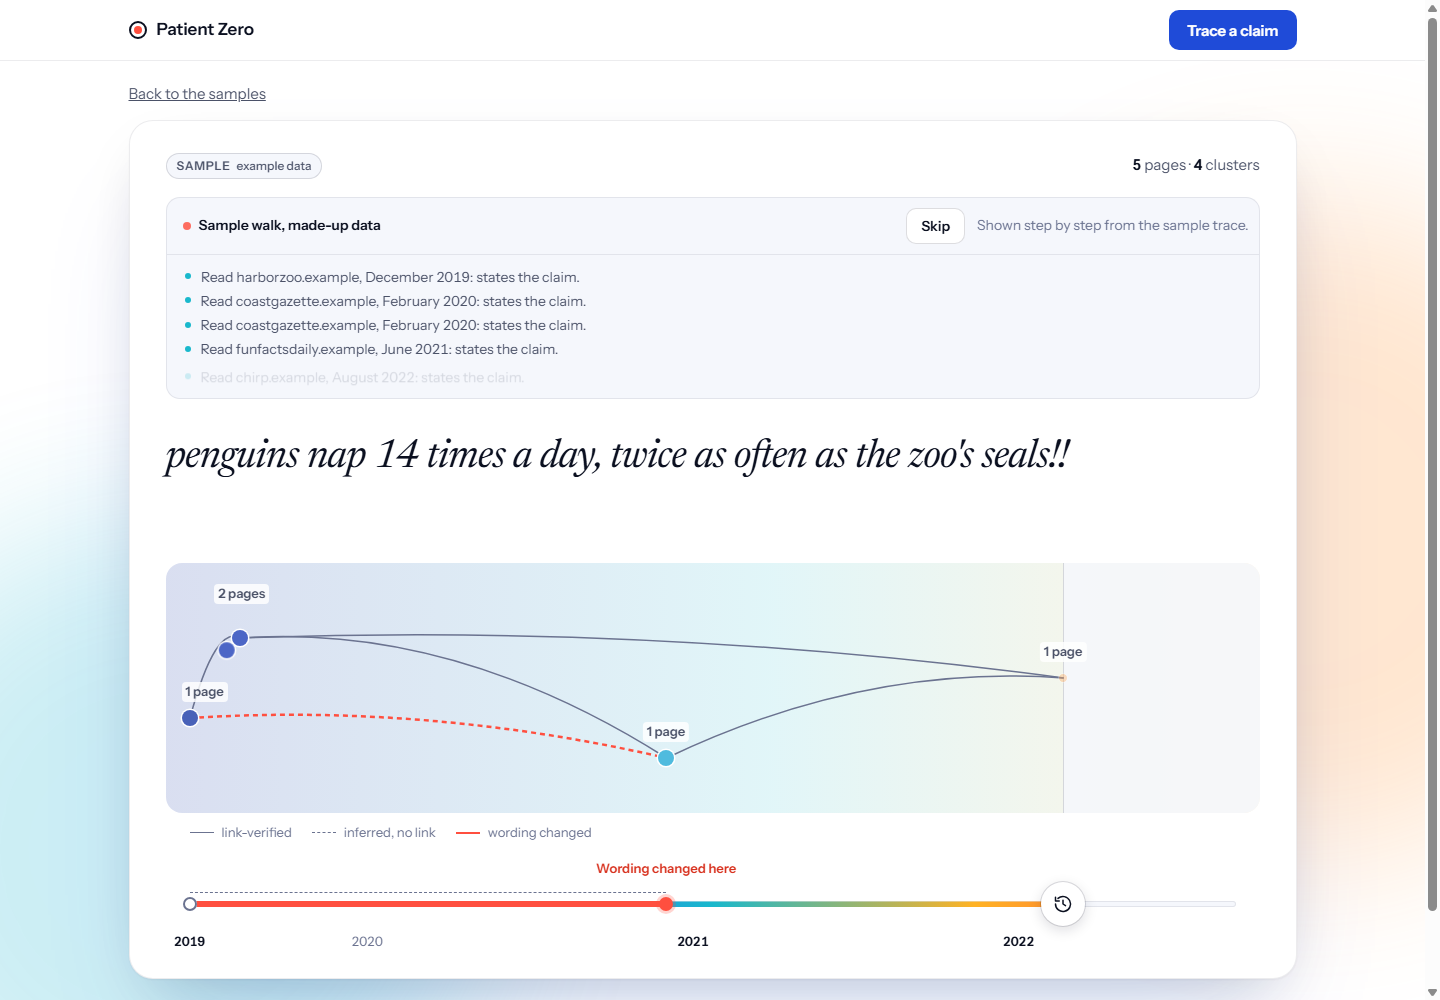 Patient Zero
Trace a claim
Back to the samples
SAMPLE example data
5 pages · 4 clusters
Sample walk, made-up data
Skip
Shown step by step from the sample trace.
Read harborzoo.example, December 2019: states the claim.
Read coastgazette.example, February 2020: states the claim.
Read coastgazette.example, February 2020: states the claim.
Read funfactsdaily.example, June 2021: states the claim.
Read chirp.example, August 2022: states the claim.
penguins nap 14 times a day, twice as often as the zoo's seals!!
2 pages
1 page
1 page
1 page
link-verified
inferred, no link
wording changed
Wording changed here
2019
2020
2021
2022